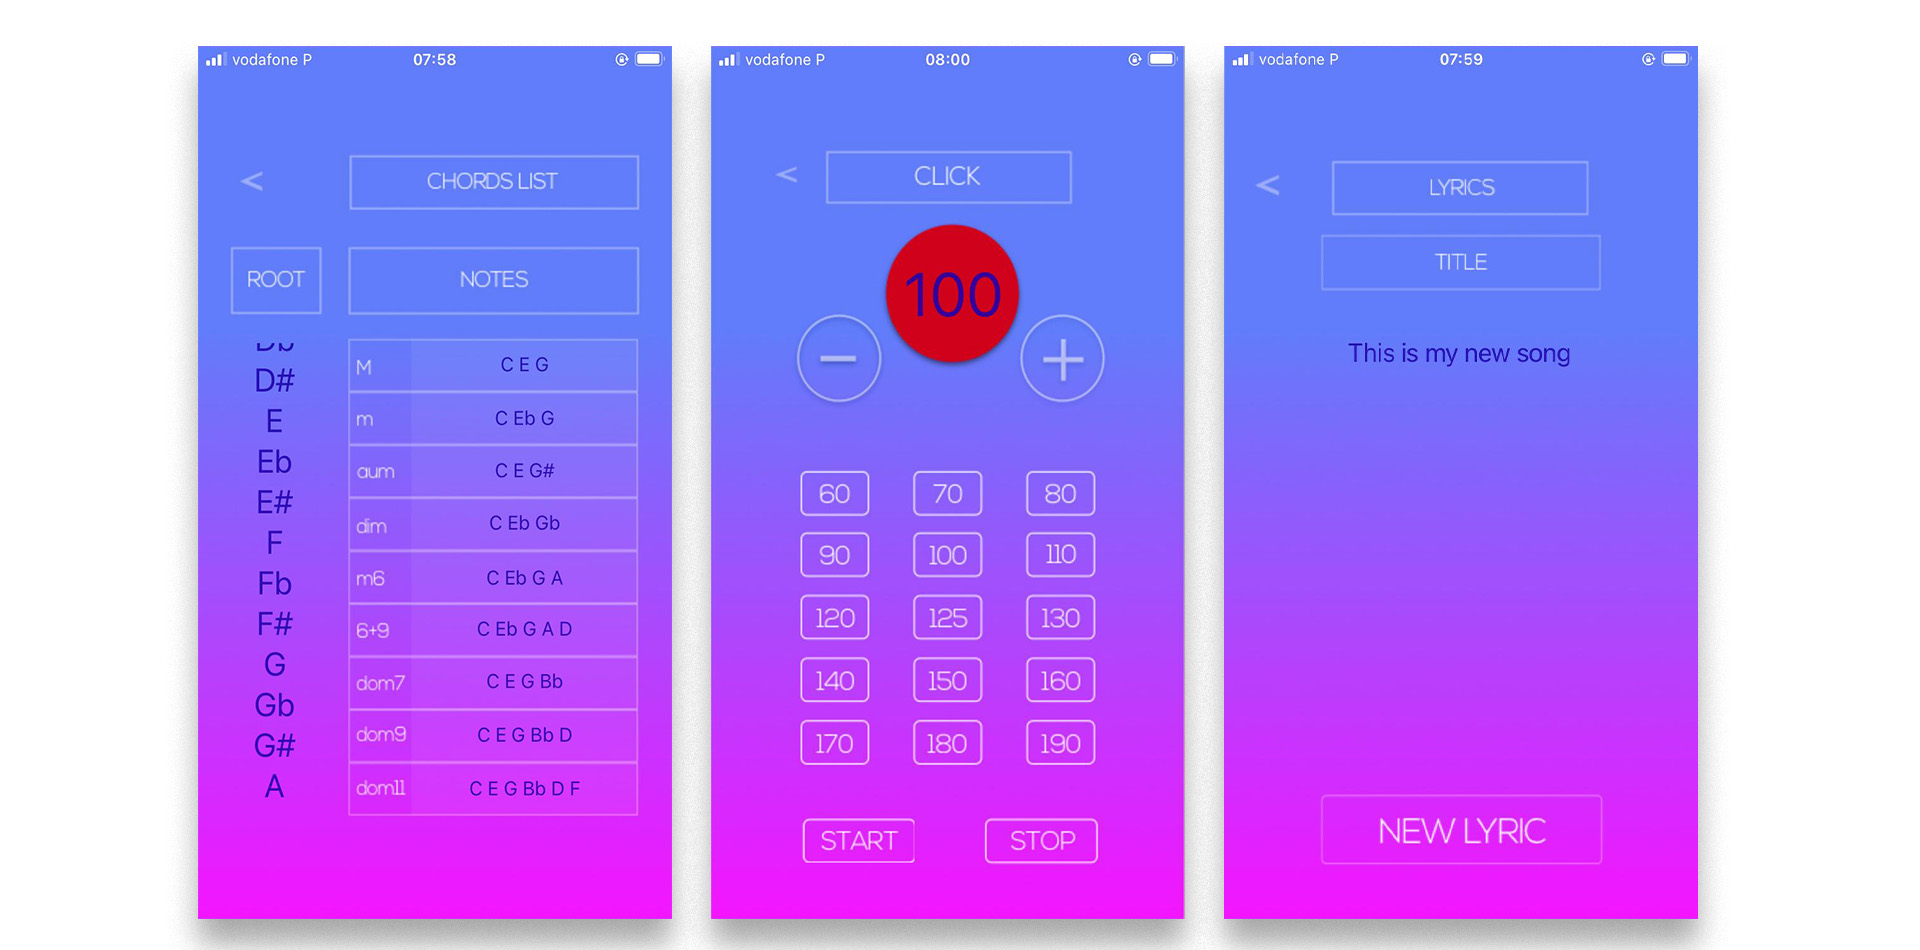 vodafone P 07:58
<
CHORDS LIST
ROOT
NOTES
Db
D#
E
Eb
E#
F
Fb
F#
G
Gb
G#
A
M C E G
m C Eb G
aum C E G#
dim C Eb Gb
m6 C Eb G A
6+9 C Eb G A D
dom7 C E G Bb
dom9 C E G Bb D
dom11 C E G Bb D F
vodafone P 08:00
<
CLICK
100
− +
60 70 80
90 100 110
120 125 130
140 150 160
170 180 190
START STOP
vodafone P 07:59
<
LYRICS
TITLE
This is my new song
NEW LYRIC